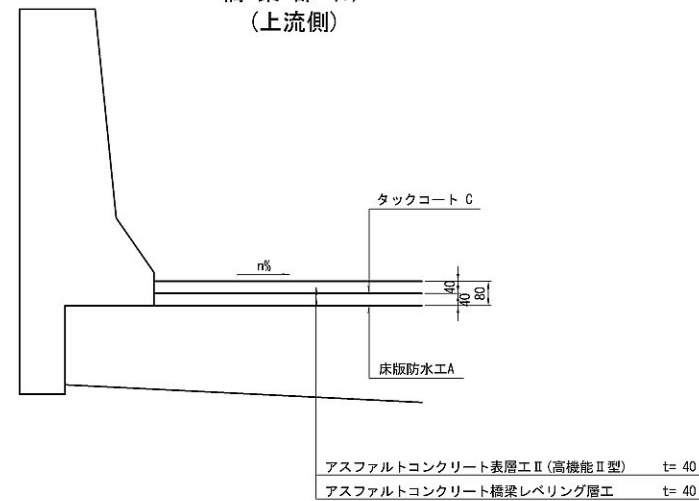 (上流側)
タックコート C
n%
40
40
80
床版防水工A
アスファルトコンクリート表層工Ⅱ(高機能Ⅱ型) t= 40
アスファルトコンクリート橋梁レベリング層工 t= 40